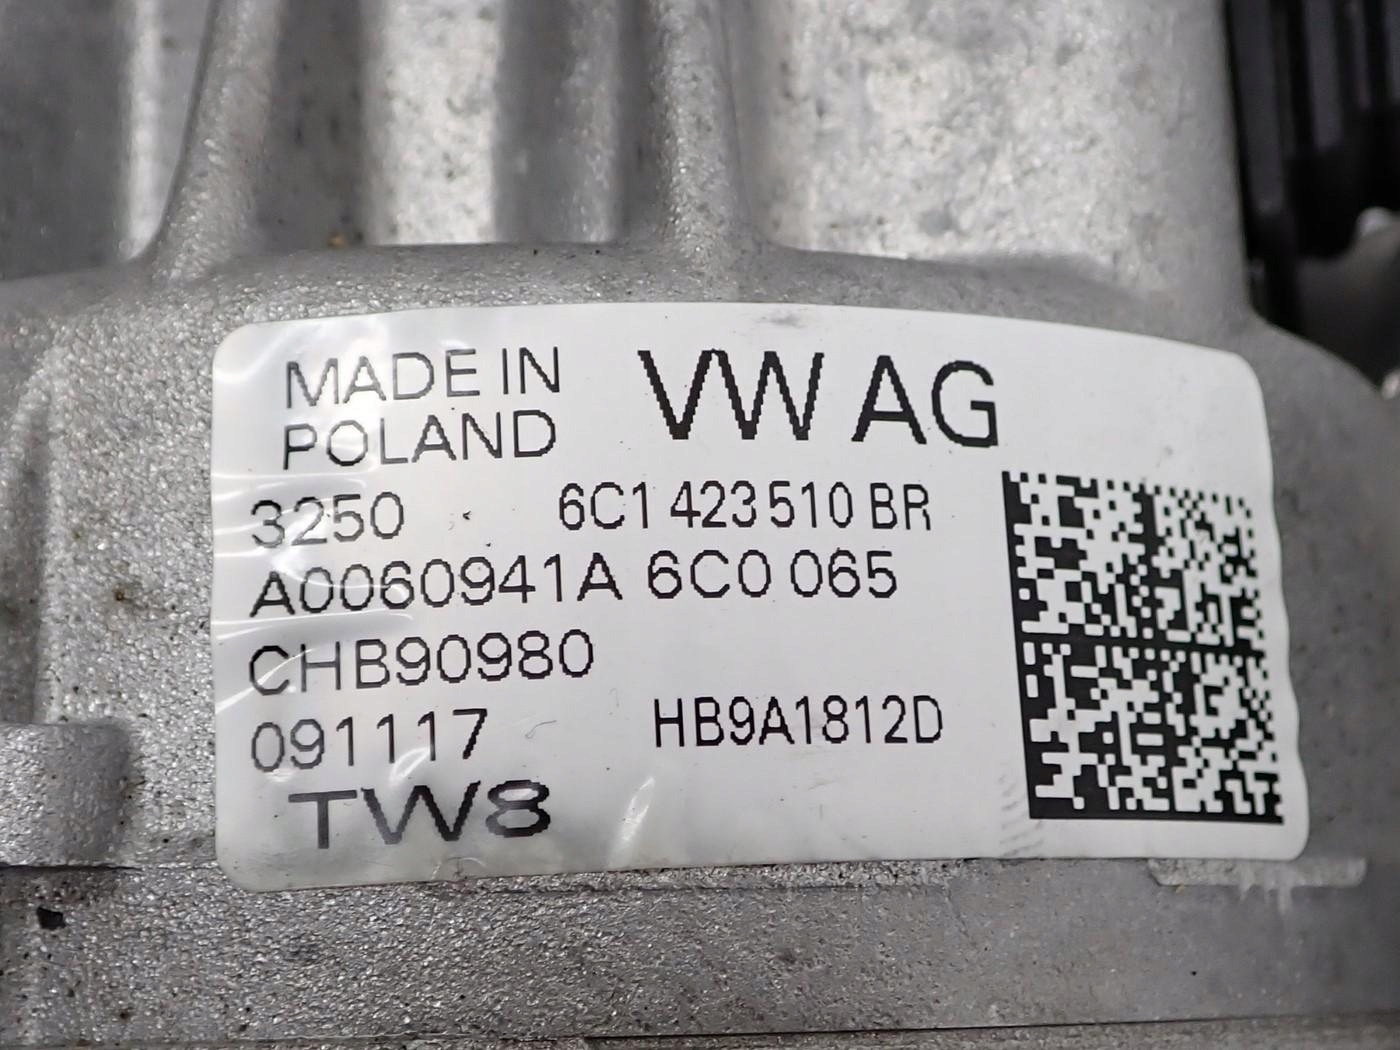 MADE IN
POLAND
VW AG
3250 6C1 423 510 BR
A0060941A 6C0 065
CHB90980
091117 HB9A1812D
TW8